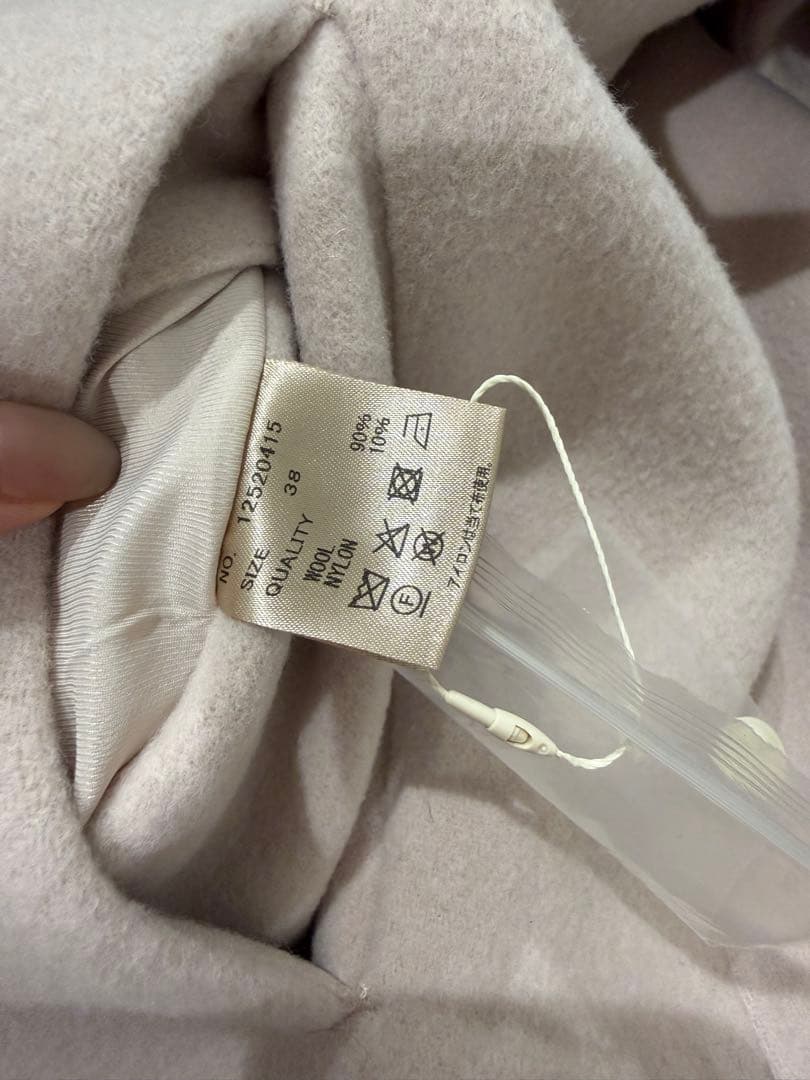 NO. 12520415
SIZE 38
QUALITY
WOOL 90%
NYLON 10%
F
アイロンは当て布使用。